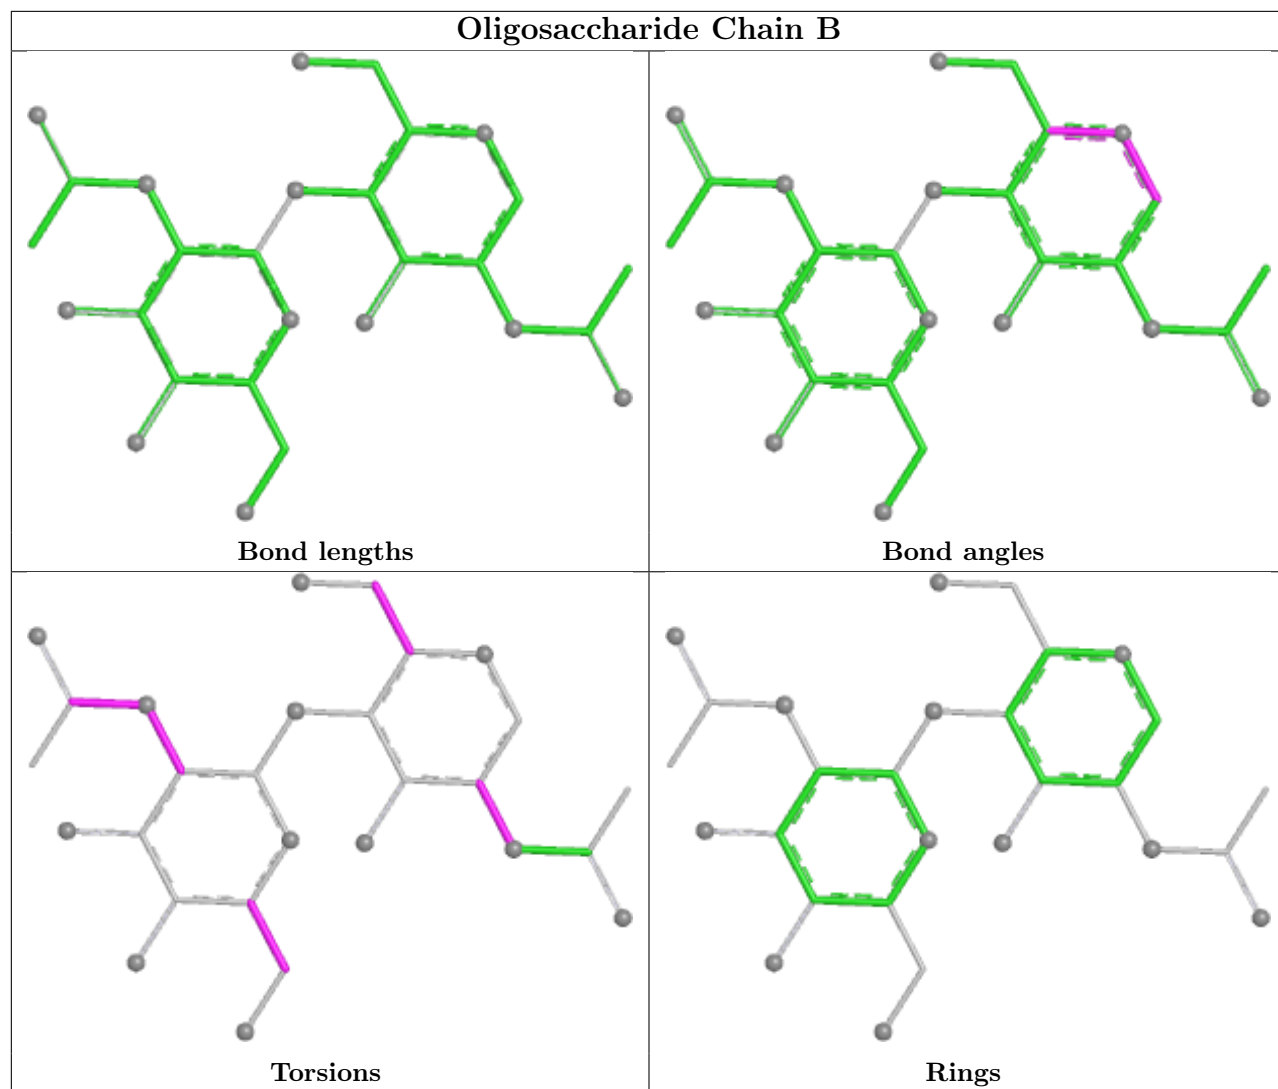 Oligosaccharide Chain B
Bond lengths
Bond angles
Torsions
Rings